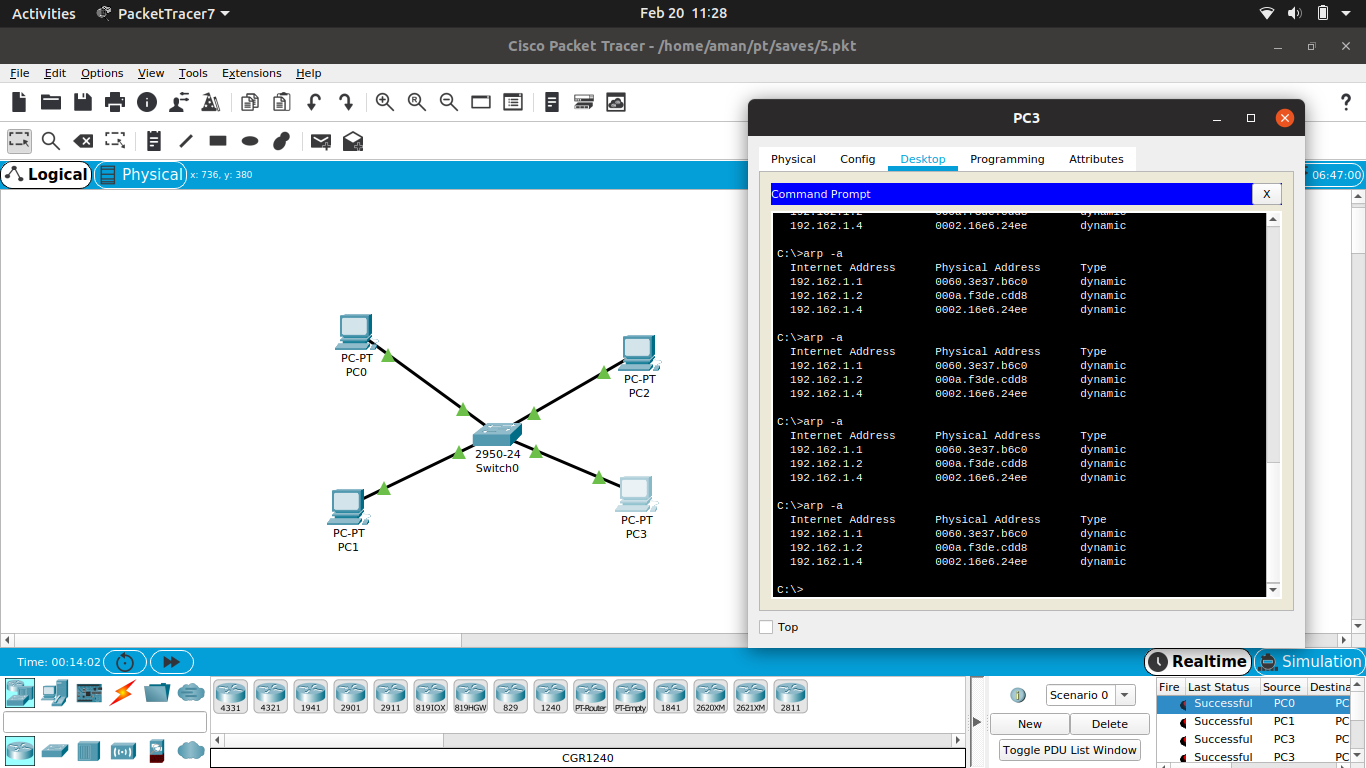 Activities PacketTracer7 Feb 20 11:28
Cisco Packet Tracer - /home/aman/pt/saves/5.pkt
File Edit Options View Tools Extensions Help
Logical Physical x: 736, y: 380 06:47:00
PC-PT
PC0
PC-PT
PC2
2950-24
Switch0
PC-PT
PC1
PC-PT
PC3
PC3
Physical Config Desktop Programming Attributes
Command Prompt X
192.162.1.2 000a.f3de.cdd8 dynamic
192.162.1.4 0002.16e6.24ee dynamic
C:\>arp -a
Internet Address Physical Address Type
192.162.1.1 0060.3e37.b6c0 dynamic
192.162.1.2 000a.f3de.cdd8 dynamic
192.162.1.4 0002.16e6.24ee dynamic
C:\>arp -a
Internet Address Physical Address Type
192.162.1.1 0060.3e37.b6c0 dynamic
192.162.1.2 000a.f3de.cdd8 dynamic
192.162.1.4 0002.16e6.24ee dynamic
C:\>arp -a
Internet Address Physical Address Type
192.162.1.1 0060.3e37.b6c0 dynamic
192.162.1.2 000a.f3de.cdd8 dynamic
192.162.1.4 0002.16e6.24ee dynamic
C:\>arp -a
Internet Address Physical Address Type
192.162.1.1 0060.3e37.b6c0 dynamic
192.162.1.2 000a.f3de.cdd8 dynamic
192.162.1.4 0002.16e6.24ee dynamic
C:\>
Top
Time: 00:14:02 Realtime Simulation
4331 4321 1941 2901 2911 819IOX 819HGW 829 1240 PT-Router PT-Empty 1841 2620XM 2621XM 2811
CGR1240
Scenario 0
New Delete
Toggle PDU List Window
Fire Last Status Source Destina
Successful PC0 PC
Successful PC1 PC
Successful PC3 PC
Successful PC3 PC